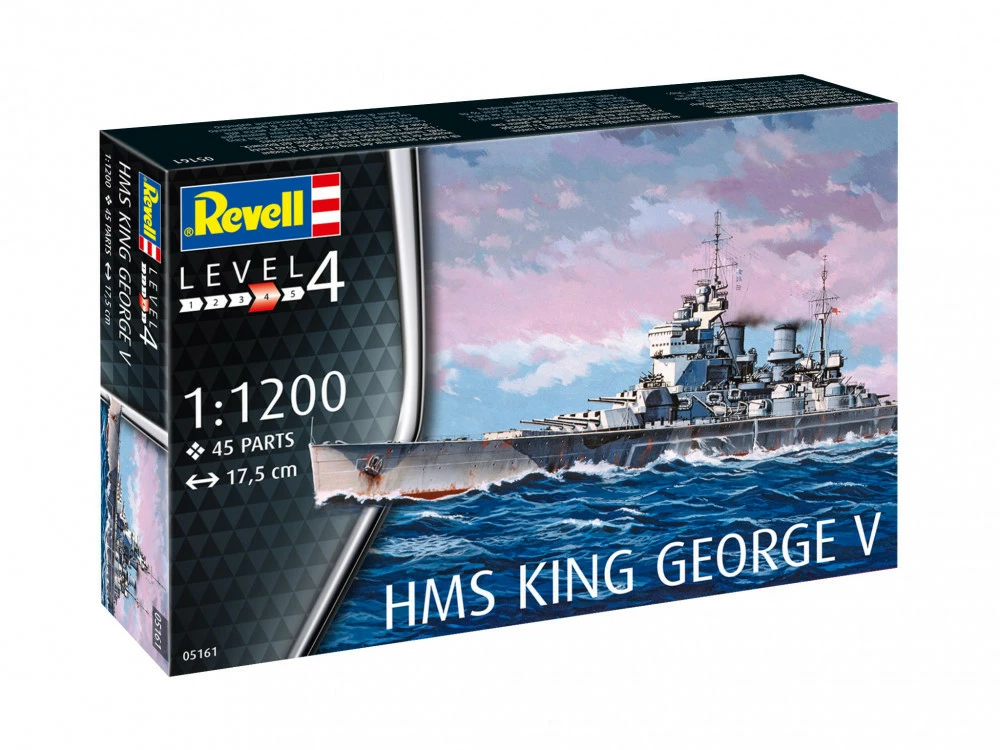 Revell
®
LEVEL 4
1 2 3 4 5
1:1200
45 PARTS
17,5 cm
HMS KING GEORGE V
05161
05161
HMS KING GEORGE V
1:1200 45 PARTS 17,5 cm
Revell
LEVEL 4
05161